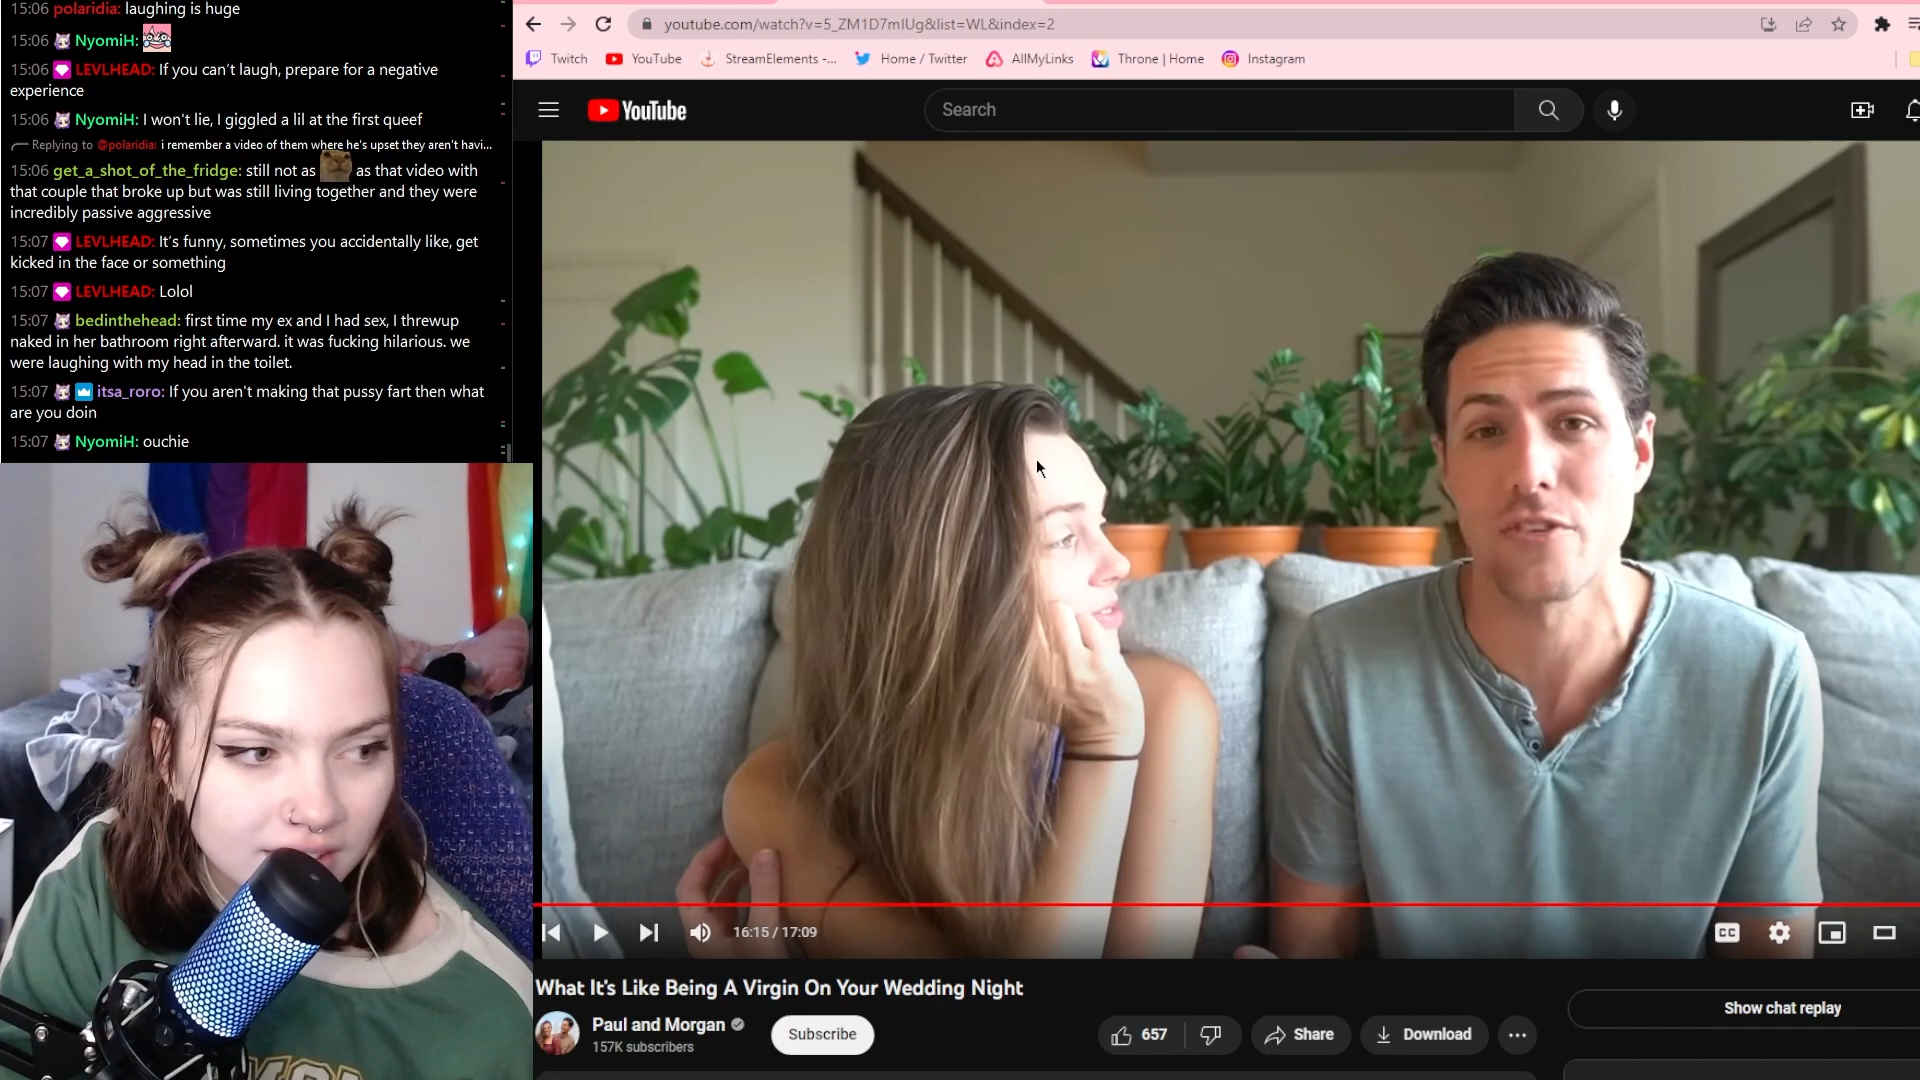 15:06 polaridia: laughing is huge
15:06 NyomiH:
15:06 LEVLHEAD: If you can't laugh, prepare for a negative
experience
15:06 NyomiH: I won't lie, I giggled a lil at the first queef
Replying to @polaridia: i remember a video of them where he's upset they aren't havi...
15:06 get_a_shot_of_the_fridge: still not as as that video with
that couple that broke up but was still living together and they were
incredibly passive aggressive
15:07 LEVLHEAD: It's funny, sometimes you accidentally like, get
kicked in the face or something
15:07 LEVLHEAD: Lolol
15:07 bedinthehead: first time my ex and I had sex, I threwup
naked in her bathroom right afterward. it was fucking hilarious. we
were laughing with my head in the toilet.
15:07 itsa_roro: If you aren't making that pussy fart then what
are you doin
15:07 NyomiH: ouchie
youtube.com/watch?v=5_ZM1D7mIUg&list=WL&index=2
Twitch YouTube StreamElements -... Home / Twitter AllMyLinks Throne | Home Instagram
YouTube
Search
16:15 / 17:09
CC
What It's Like Being A Virgin On Your Wedding Night
Paul and Morgan
157K subscribers
Subscribe
657
Share
Download
Show chat replay